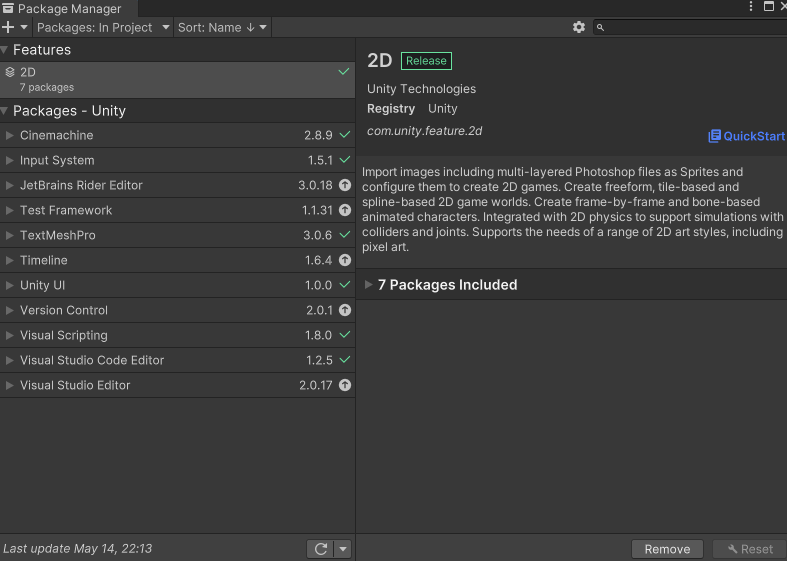 Package Manager
Packages: In Project
Sort: Name ↓
Features
2D
7 packages
Packages - Unity
Cinemachine 2.8.9
Input System 1.5.1
JetBrains Rider Editor 3.0.18
Test Framework 1.1.31
TextMeshPro 3.0.6
Timeline 1.6.4
Unity UI 1.0.0
Version Control 2.0.1
Visual Scripting 1.8.0
Visual Studio Code Editor 1.2.5
Visual Studio Editor 2.0.17
Last update May 14, 22:13
2D Release
Unity Technologies
Registry Unity
com.unity.feature.2d
QuickStart
Import images including multi-layered Photoshop files as Sprites and
configure them to create 2D games. Create freeform, tile-based and
spline-based 2D game worlds. Create frame-by-frame and bone-based
animated characters. Integrated with 2D physics to support simulations with
colliders and joints. Supports the needs of a range of 2D art styles, including
pixel art.
7 Packages Included
Remove
Reset